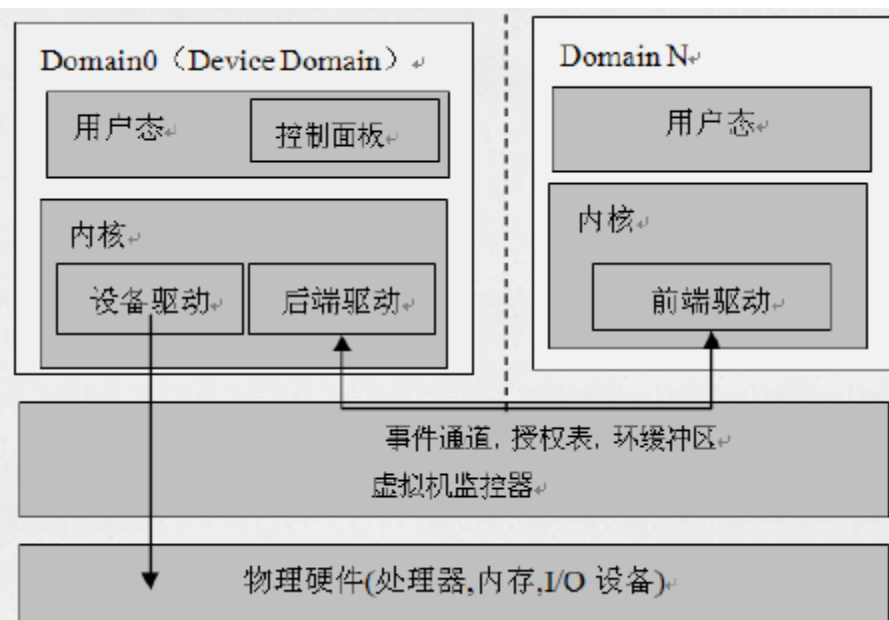 Domain0（Device Domain）
用户态
控制面板
内核
设备驱动
后端驱动
Domain N
用户态
内核
前端驱动
事件通道, 授权表, 环缓冲区
虚拟机监控器
物理硬件(处理器,内存,I/O 设备)